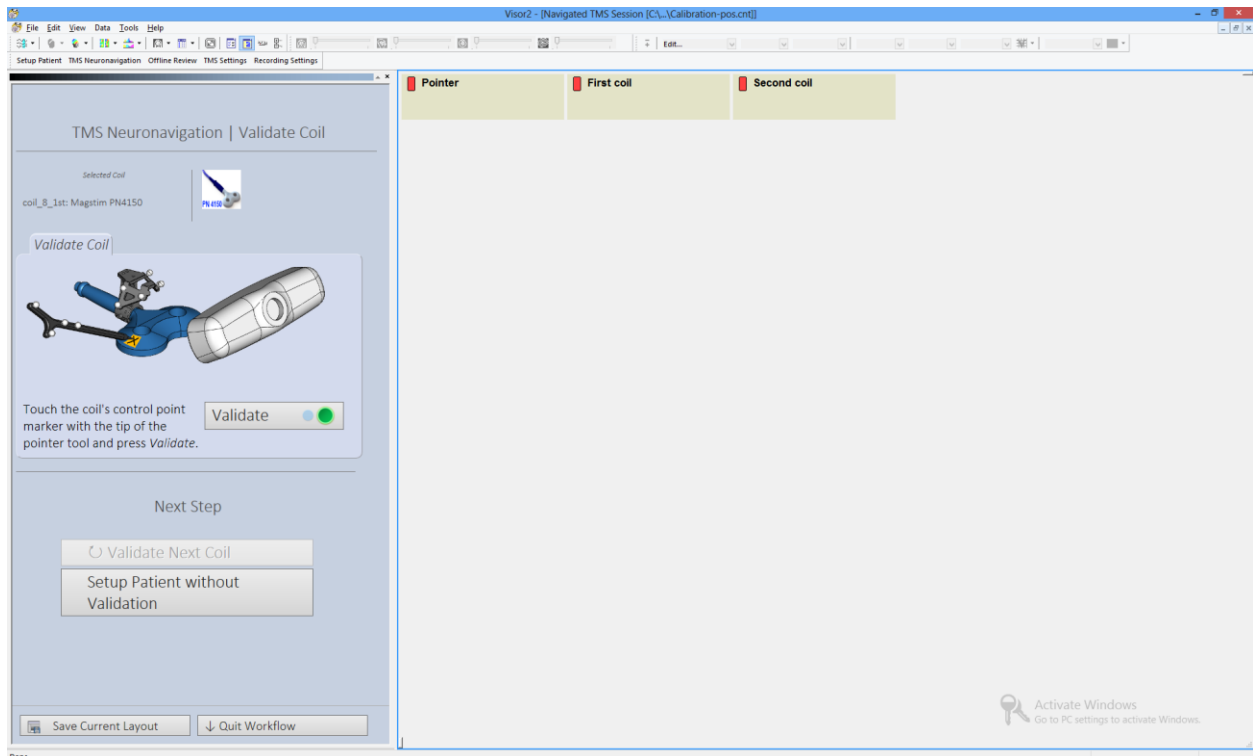 Visor2 - [Navigated TMS Session [C:\...\Calibration-pos.cnt]]
File Edit View Data Tools Help
Edit...
Setup Patient TMS Neuronavigation Offline Review TMS Settings Recording Settings
Pointer First coil Second coil
TMS Neuronavigation | Validate Coil
Selected Coil
coil_8_1st: Magstim PN4150
PN 4150
Validate Coil
Touch the coil's control point
marker with the tip of the
pointer tool and press Validate.
Validate
Next Step
Validate Next Coil
Setup Patient without
Validation
Save Current Layout
Quit Workflow
Activate Windows
Go to PC settings to activate Windows.